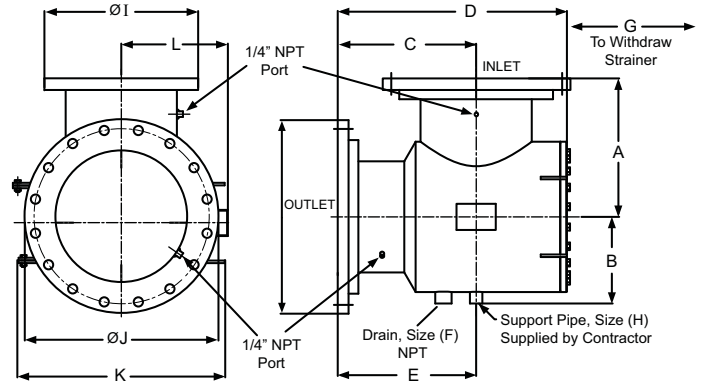 ØI
L
1/4" NPT
Port
D
C
G
To Withdraw
Strainer
INLET
A
OUTLET
B
ØJ
K
1/4" NPT
Port
Drain, Size (F)
NPT
Support Pipe, Size (H)
Supplied by Contractor
E